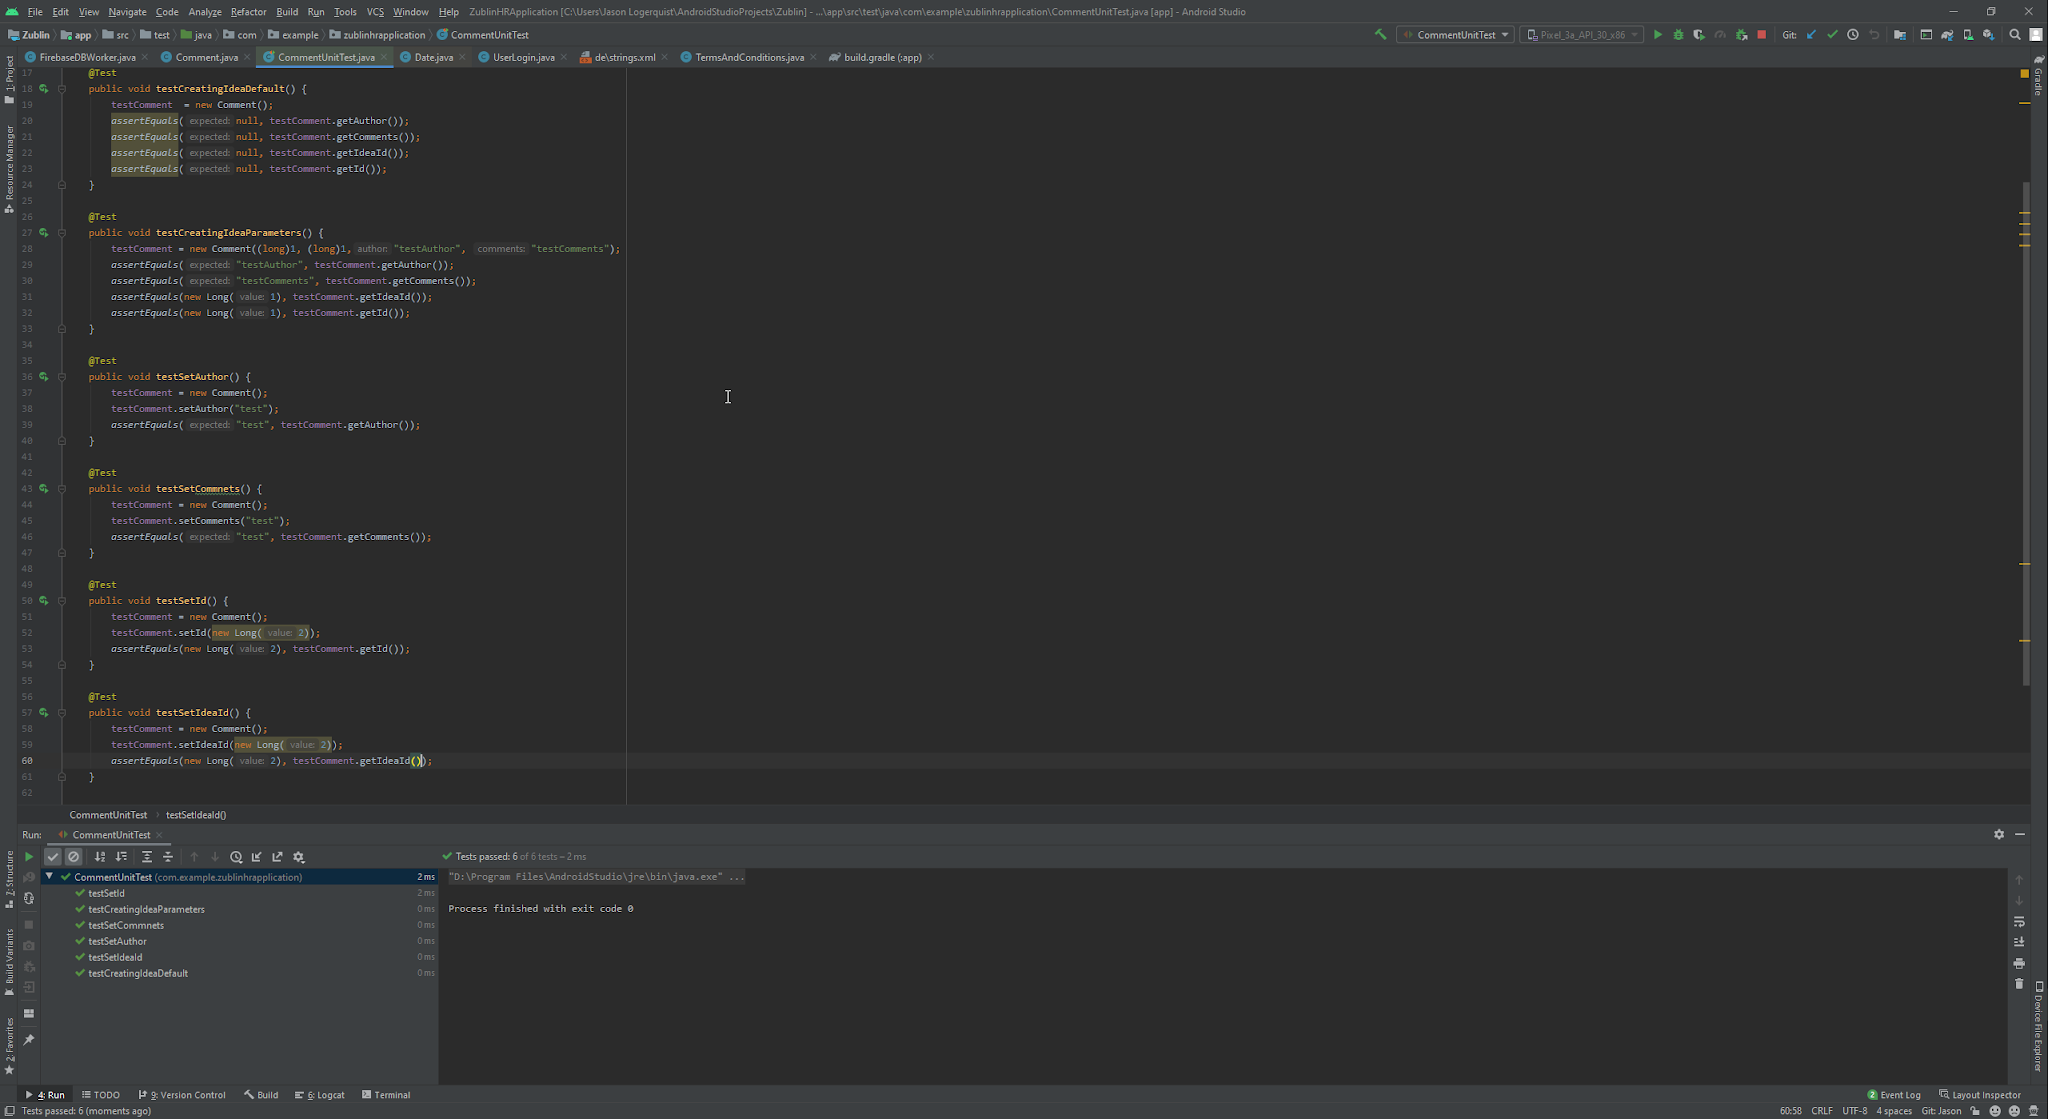 File Edit View Navigate Code Analyze Refactor Build Run Tools VCS Window Help ZublinHRApplication [C:\Users\Jason Logerquist\AndroidStudioProjects\Zublin] - ...\app\src\test\java\com\example\zublinhrapplication\CommentUnitTest.java [app] - Android Studio
Zublin app src test java com example zublinhrapplication CommentUnitTest CommentUnitTest Pixel_3a_API_30_x86 Git:
FirebaseDBWorker.java Comment.java CommentUnitTest.java Date.java UserLogin.java de\strings.xml TermsAndConditions.java build.gradle (:app)
1: Project
Resource Manager
Gradle
17 @Test
18 public void testCreatingIdeaDefault() {
19 testComment = new Comment();
20 assertEquals( expected: null, testComment.getAuthor());
21 assertEquals( expected: null, testComment.getComments());
22 assertEquals( expected: null, testComment.getIdeaId());
23 assertEquals( expected: null, testComment.getId());
24 }
25
26 @Test
27 public void testCreatingIdeaParameters() {
28 testComment = new Comment((long)1, (long)1, author: "testAuthor", comments: "testComments");
29 assertEquals( expected: "testAuthor", testComment.getAuthor());
30 assertEquals( expected: "testComments", testComment.getComments());
31 assertEquals(new Long( value: 1), testComment.getIdeaId());
32 assertEquals(new Long( value: 1), testComment.getId());
33 }
34
35 @Test
36 public void testSetAuthor() {
37 testComment = new Comment();
38 testComment.setAuthor("test");
39 assertEquals( expected: "test", testComment.getAuthor());
40 }
41
42 @Test
43 public void testSetCommnets() {
44 testComment = new Comment();
45 testComment.setComments("test");
46 assertEquals( expected: "test", testComment.getComments());
47 }
48
49 @Test
50 public void testSetId() {
51 testComment = new Comment();
52 testComment.setId(new Long( value: 2));
53 assertEquals(new Long( value: 2), testComment.getId());
54 }
55
56 @Test
57 public void testSetIdeaId() {
58 testComment = new Comment();
59 testComment.setIdeaId(new Long( value: 2));
60 assertEquals(new Long( value: 2), testComment.getIdeaId());
61 }
62
CommentUnitTest testSetIdeaId()
Run: CommentUnitTest
Tests passed: 6 of 6 tests – 2 ms
CommentUnitTest (com.example.zublinhrapplication) 2 ms
testSetId 2 ms
testCreatingIdeaParameters 0 ms
testSetCommnets 0 ms
testSetAuthor 0 ms
testSetIdeaId 0 ms
testCreatingIdeaDefault 0 ms
"D:\Program Files\AndroidStudio\jre\bin\java.exe" ...
Process finished with exit code 0
7: Structure
Build Variants
2: Favorites
Device File Explorer
4: Run TODO 9: Version Control Build 6: Logcat Terminal 2 Event Log Layout Inspector
Tests passed: 6 (moments ago) 60:58 CRLF UTF-8 4 spaces Git: Jason